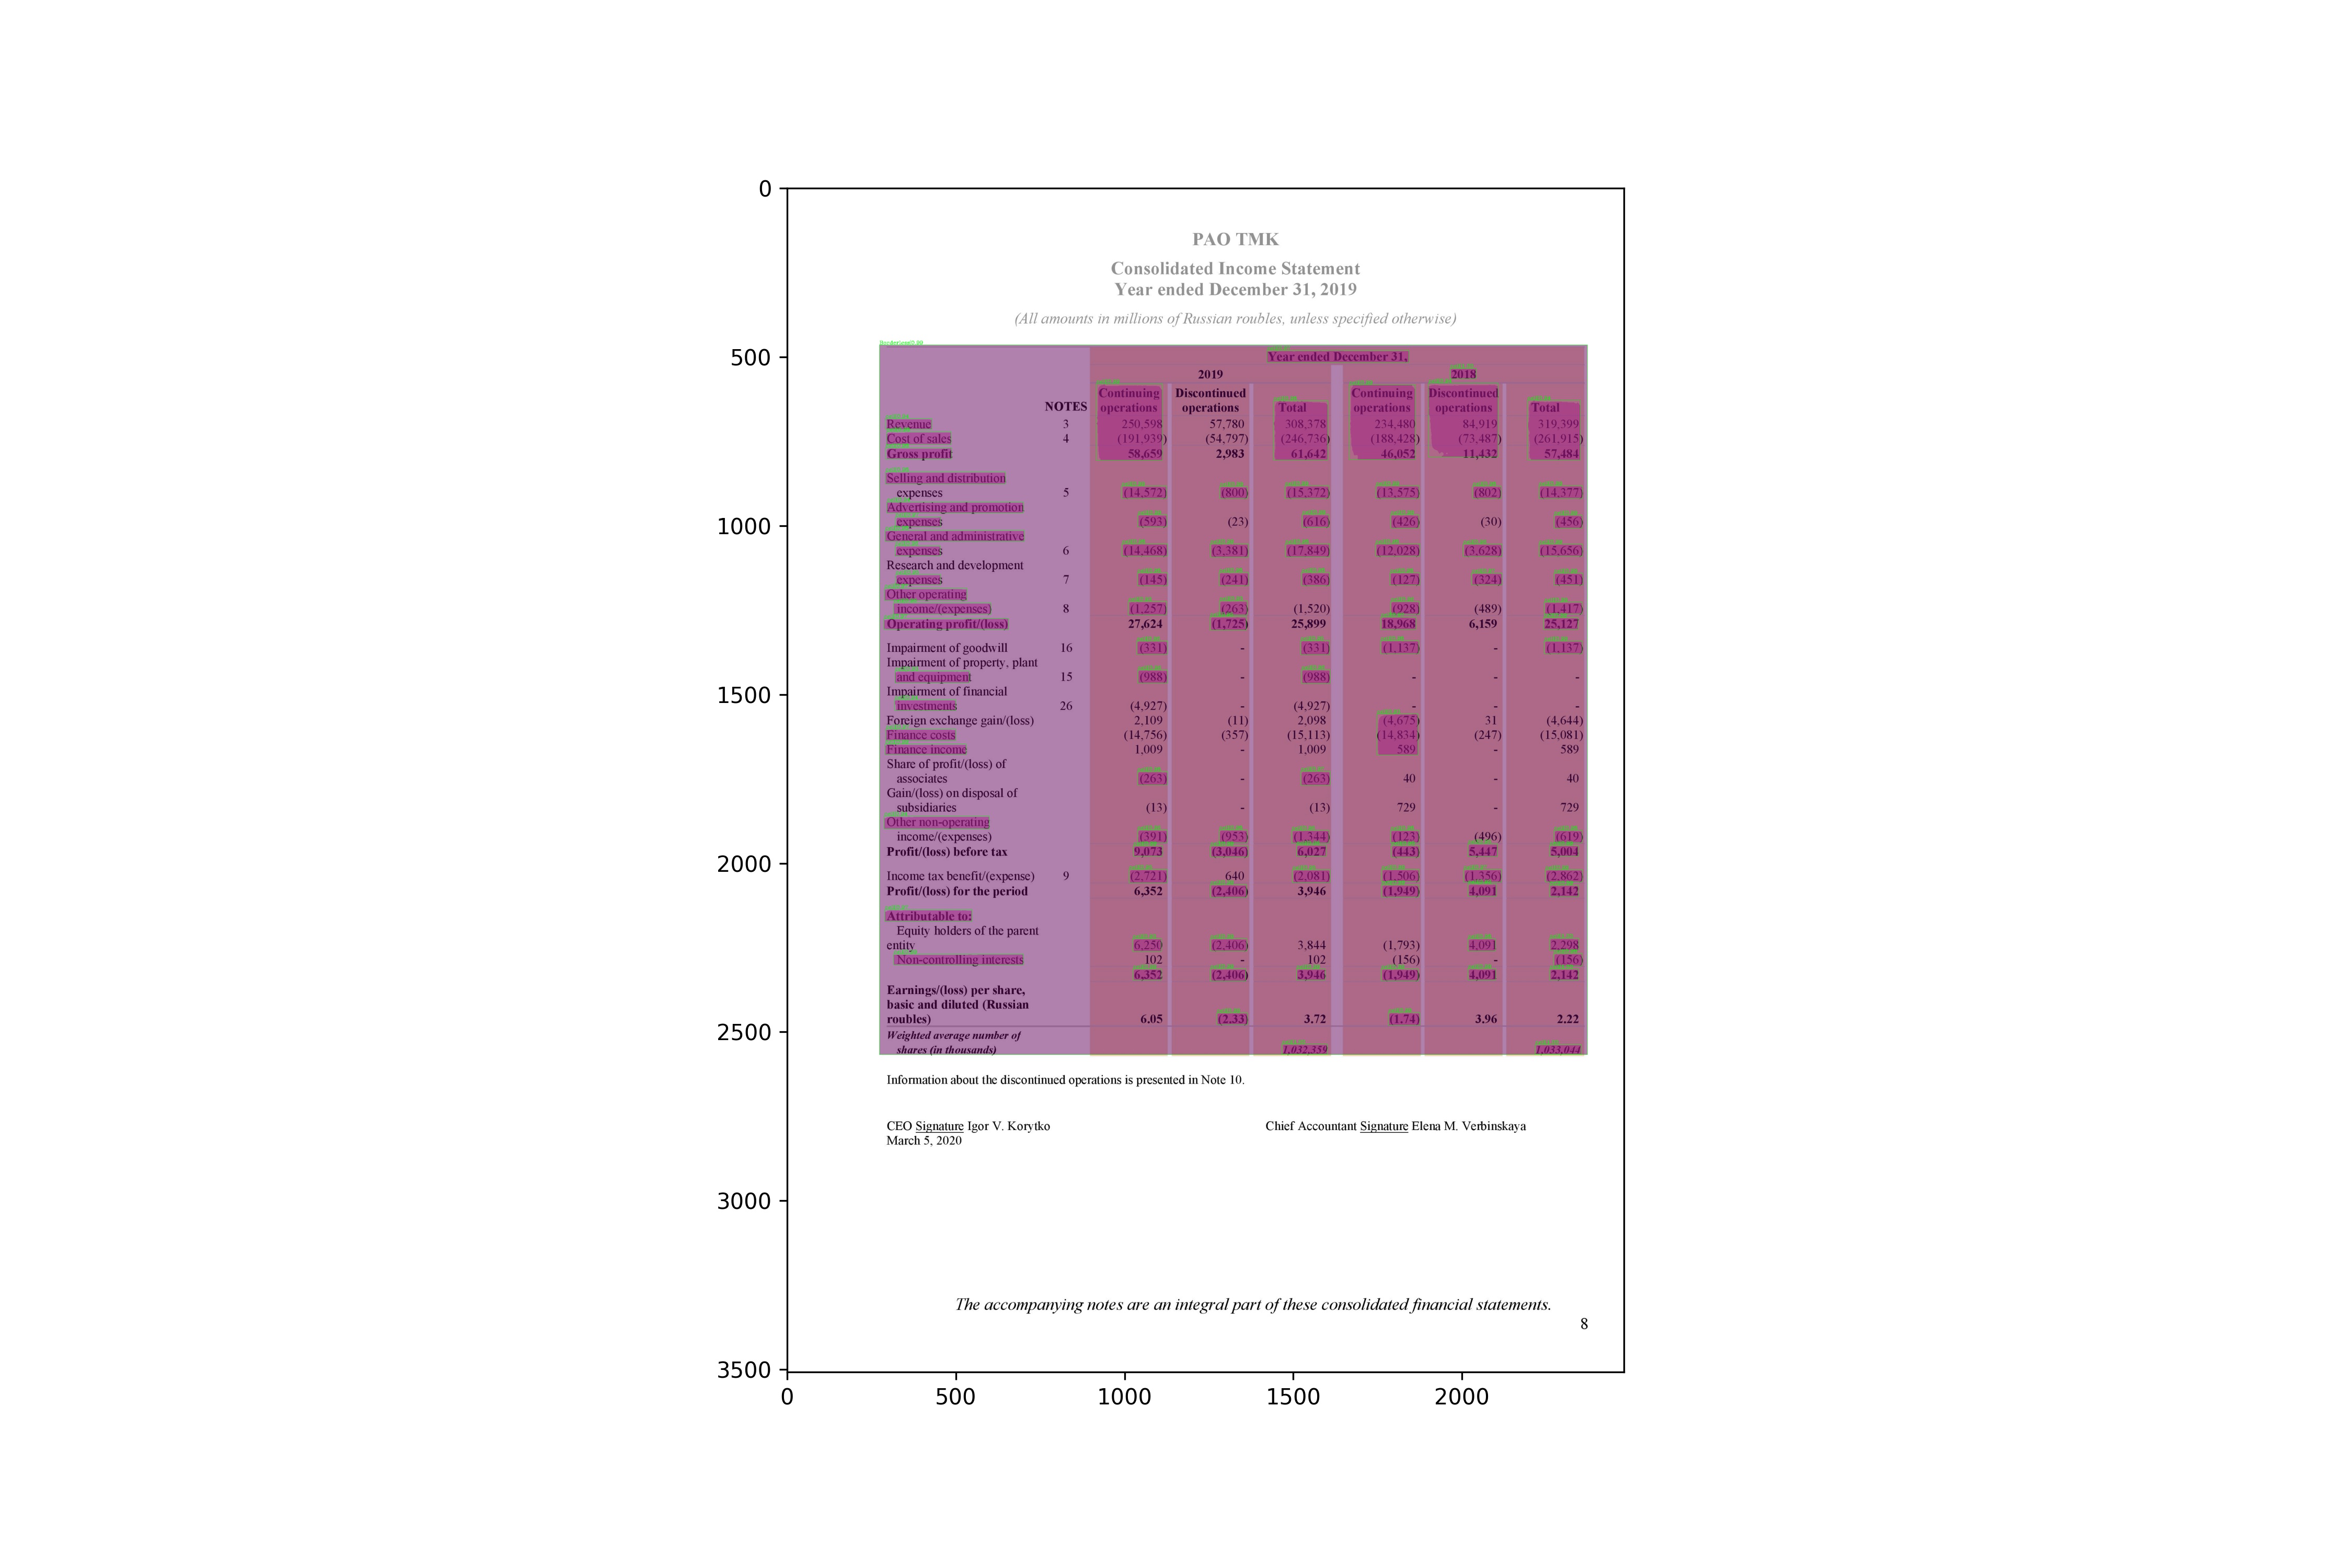 PAO TMK
Consolidated Income Statement
Year ended December 31, 2019
(All amounts in millions of Russian roubles, unless specified otherwise)
Year ended December 31,
2019 2018
Continuing Discontinued Continuing Discontinued
NOTES operations operations Total operations operations Total
Revenue 3 250,598 57,780 308,378 234,480 84,919 319,399
Cost of sales 4 (191,939) (54,797) (246,736) (188,428) (73,487) (261,915)
Gross profit 58,659 2,983 61,642 46,052 11,432 57,484
Selling and distribution
expenses 5 (14,572) (800) (15,372) (13,575) (802) (14,377)
Advertising and promotion
expenses (593) (23) (616) (426) (30) (456)
General and administrative
expenses 6 (14,468) (3,381) (17,849) (12,028) (3,628) (15,656)
Research and development
expenses 7 (145) (241) (386) (127) (324) (451)
Other operating
income/(expenses) 8 (1,257) (263) (1,520) (928) (489) (1,417)
Operating profit/(loss) 27,624 (1,725) 25,899 18,968 6,159 25,127
Impairment of goodwill 16 (331) - (331) (1,137) - (1,137)
Impairment of property, plant
and equipment 15 (988) - (988) - - -
Impairment of financial
investments 26 (4,927) - (4,927) - - -
Foreign exchange gain/(loss) 2,109 (11) 2,098 (4,675) 31 (4,644)
Finance costs (14,756) (357) (15,113) (14,834) (247) (15,081)
Finance income 1,009 - 1,009 589 - 589
Share of profit/(loss) of
associates (263) - (263) 40 - 40
Gain/(loss) on disposal of
subsidiaries (13) - (13) 729 - 729
Other non-operating
income/(expenses) (391) (953) (1,344) (123) (496) (619)
Profit/(loss) before tax 9,073 (3,046) 6,027 (443) 5,447 5,004
Income tax benefit/(expense) 9 (2,721) 640 (2,081) (1,506) (1,356) (2,862)
Profit/(loss) for the period 6,352 (2,406) 3,946 (1,949) 4,091 2,142
Attributable to:
Equity holders of the parent
entity 6,250 (2,406) 3,844 (1,793) 4,091 2,298
Non-controlling interests 102 - 102 (156) - (156)
6,352 (2,406) 3,946 (1,949) 4,091 2,142
Earnings/(loss) per share,
basic and diluted (Russian
roubles) 6.05 (2.33) 3.72 (1.74) 3.96 2.22
Weighted average number of
shares (in thousands) 1,032,359 1,033,044
Information about the discontinued operations is presented in Note 10.
CEO Signature Igor V. Korytko Chief Accountant Signature Elena M. Verbinskaya
March 5, 2020
The accompanying notes are an integral part of these consolidated financial statements.
8
0
500
1000
1500
2000
2500
3000
3500
0 500 1000 1500 2000